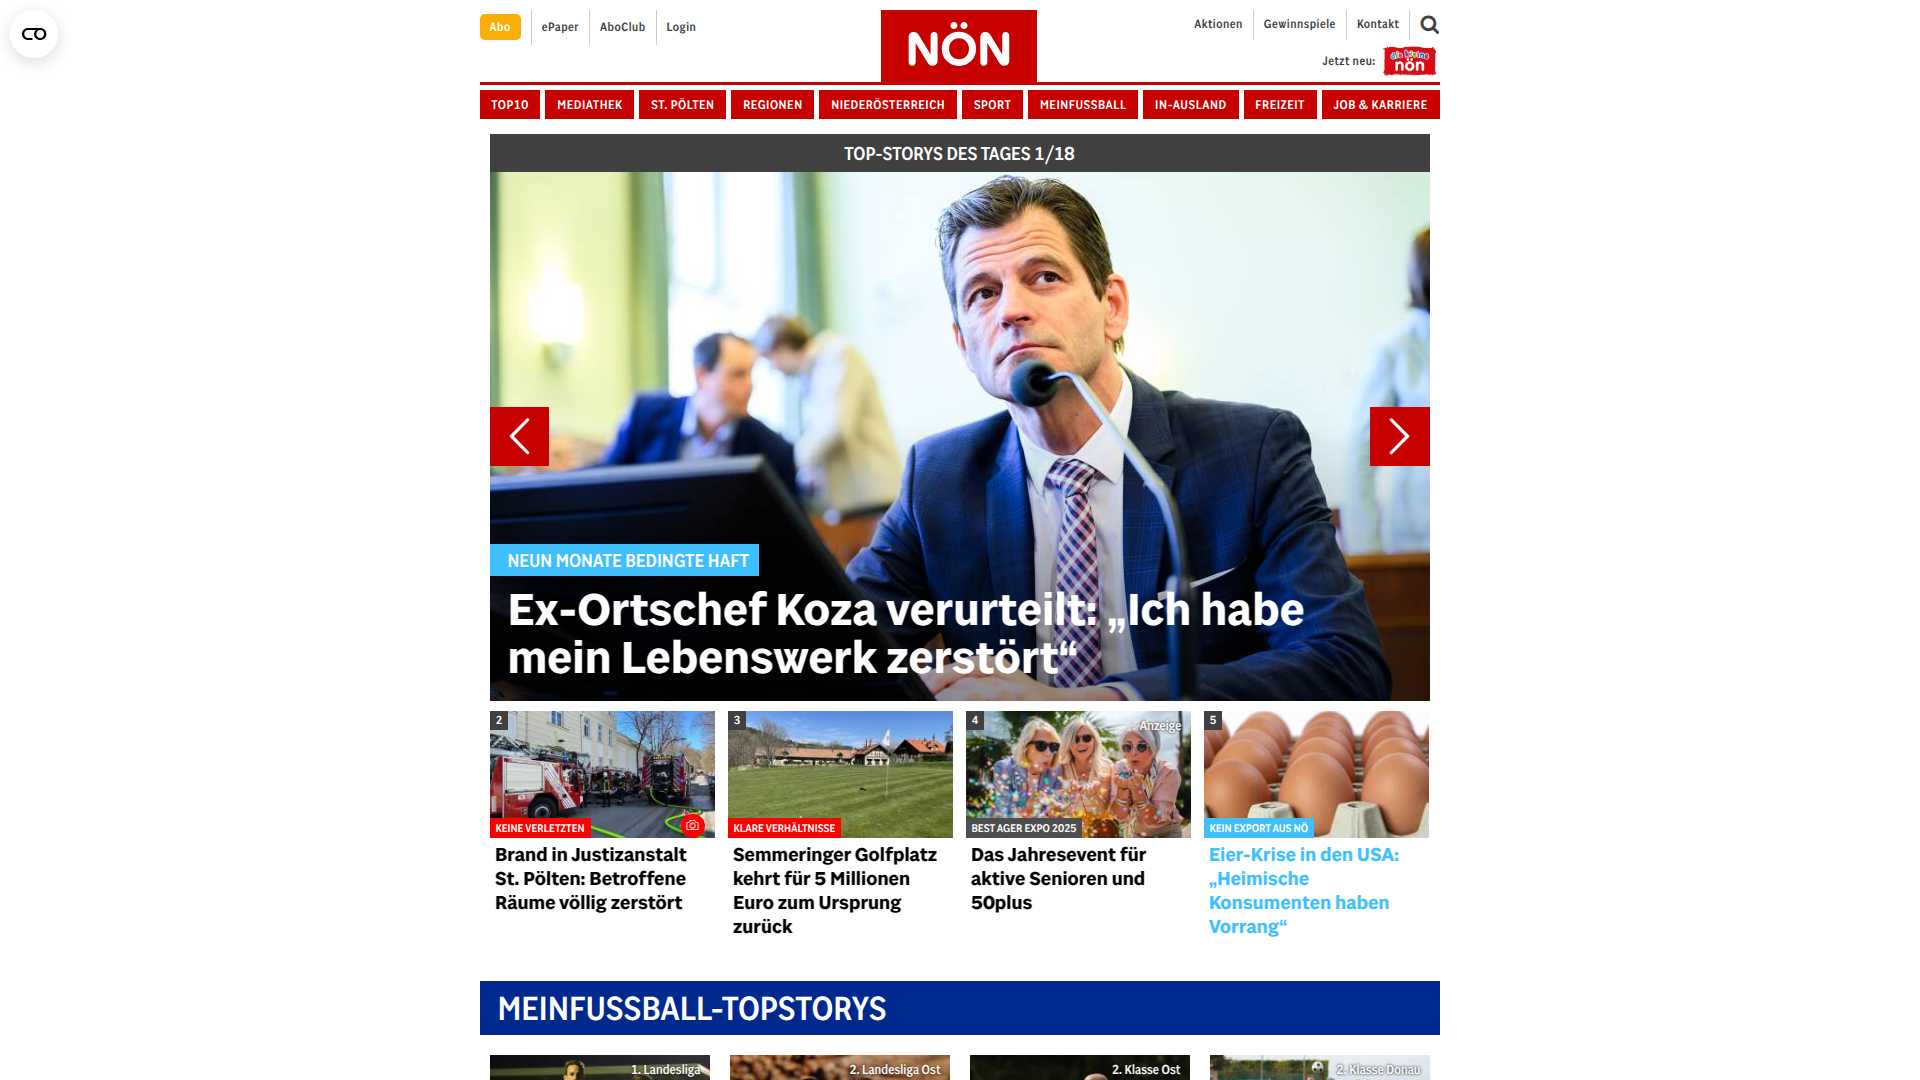 Abo
ePaper
AboClub
Login
NÖN
Aktionen
Gewinnspiele
Kontakt
Jetzt neu:
die kleine
nön
TOP10
MEDIATHEK
ST. PÖLTEN
REGIONEN
NIEDERÖSTERREICH
SPORT
MEINFUSSBALL
IN-AUSLAND
FREIZEIT
JOB & KARRIERE
TOP-STORYS DES TAGES 1/18
NEUN MONATE BEDINGTE HAFT
Ex-Ortschef Koza verurteilt: „Ich habe
mein Lebenswerk zerstört“
2
KEINE VERLETZTEN
Brand in Justizanstalt
St. Pölten: Betroffene
Räume völlig zerstört
3
KLARE VERHÄLTNISSE
Semmeringer Golfplatz
kehrt für 5 Millionen
Euro zum Ursprung
zurück
4
Anzeige
BEST AGER EXPO 2025
Das Jahresevent für
aktive Senioren und
50plus
5
KEIN EXPORT AUS NÖ
Eier-Krise in den USA:
„Heimische
Konsumenten haben
Vorrang“
MEINFUSSBALL-TOPSTORYS
1. Landesliga
2. Landesliga Ost
2. Klasse Ost
2. Klasse Donau